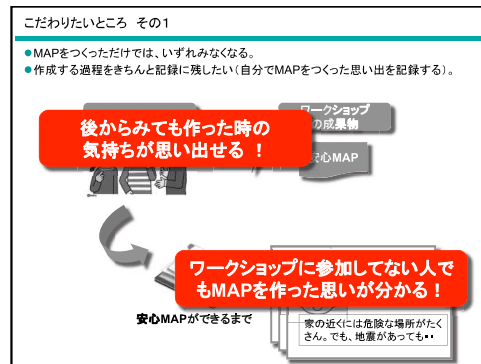 こだわりたいところ その1
●MAPをつくっただけでは、いずれみなくなる。
●作成する過程をきちんと記録に残したい(自分でMAPをつくった思い出を記録する)。
ワークショップ
の成果物
後からみても作った時の
気持ちが思い出せる !
安心MAP
ワークショップに参加してない人で
もMAPを作った思いが分かる!
安心MAPができるまで
家の近くには危険な場所がたく
さん。でも、地震があっても・・